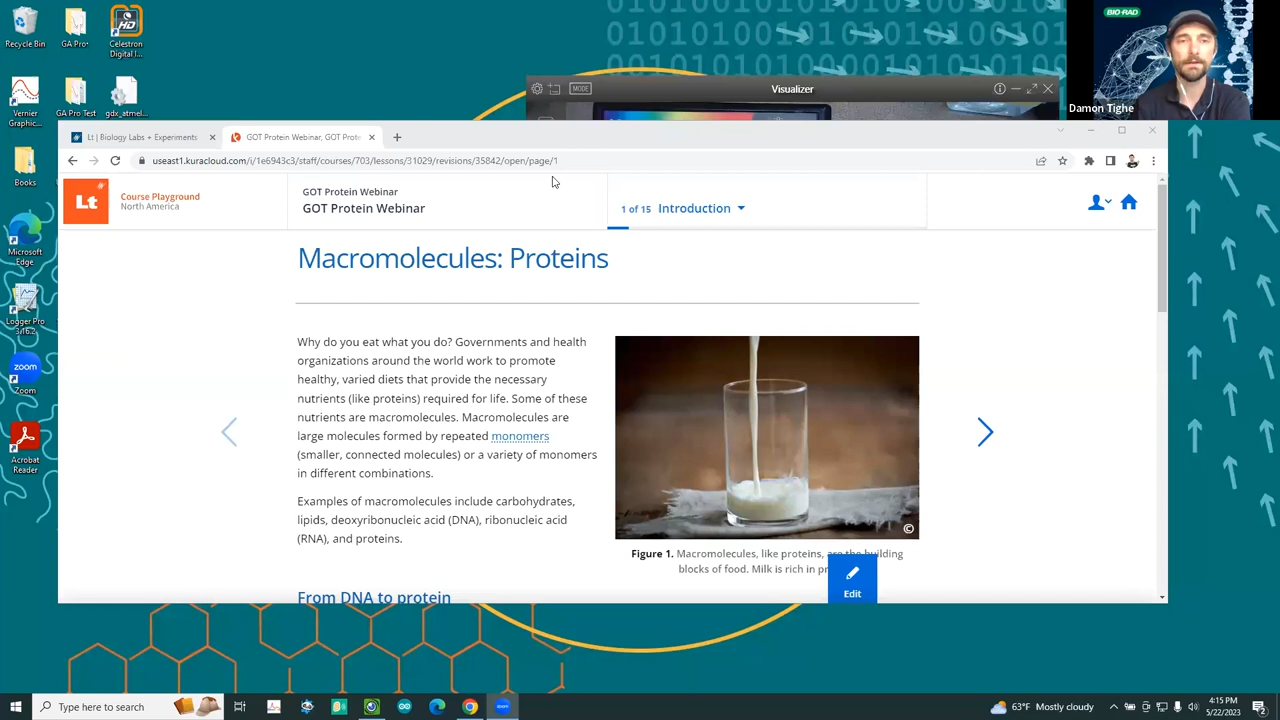 Recycle Bin
GA Pro+
Celestron
Digital I...
Vernier
Graphic...
GA Pro Test
gdx_atmel...
Books
Microsoft
Edge
Logger Pro
3/16.2
Zoom
zoom
Acrobat
Reader
MODE
Visualizer
BIO-RAD
Damon Tighe
Lt | Biology Labs + Experiments
GOT Protein Webinar, GOT Prote
useast1.kuracloud.com/i/1e6943c3/staff/courses/703/lessons/31029/revisions/35842/open/page/1
Lt
Course Playground
North America
GOT Protein Webinar
GOT Protein Webinar
1 of 15 Introduction
Macromolecules: Proteins
Why do you eat what you do? Governments and health
organizations around the world work to promote
healthy, varied diets that provide the necessary
nutrients (like proteins) required for life. Some of these
nutrients are macromolecules. Macromolecules are
large molecules formed by repeated monomers
(smaller, connected molecules) or a variety of monomers
in different combinations.
Examples of macromolecules include carbohydrates,
lipids, deoxyribonucleic acid (DNA), ribonucleic acid
(RNA), and proteins.
Figure 1. Macromolecules, like proteins, are the building
blocks of food. Milk is rich in pr
Edit
From DNA to protein
Type here to search
63°F Mostly cloudy
4:15 PM
5/22/2023